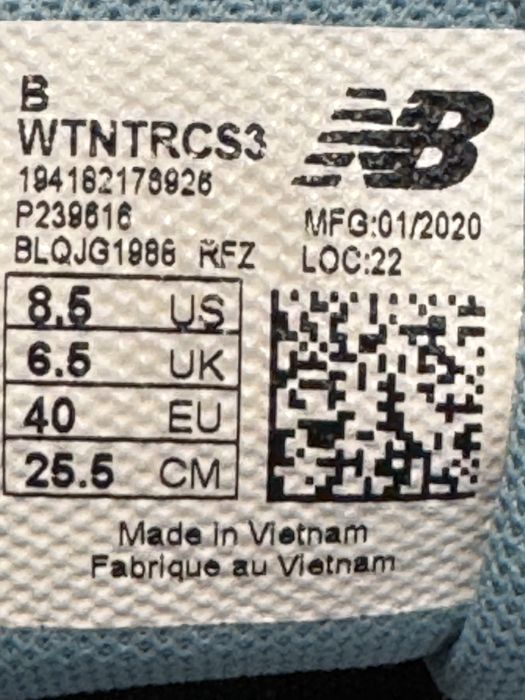 B
WTNTRCS3
194182178926
P239616
BLQJG1986 RFZ
NB
MFG:01/2020
LOC:22
8.5 US
6.5 UK
40 EU
25.5 CM
Made in Vietnam
Fabrique au Vietnam